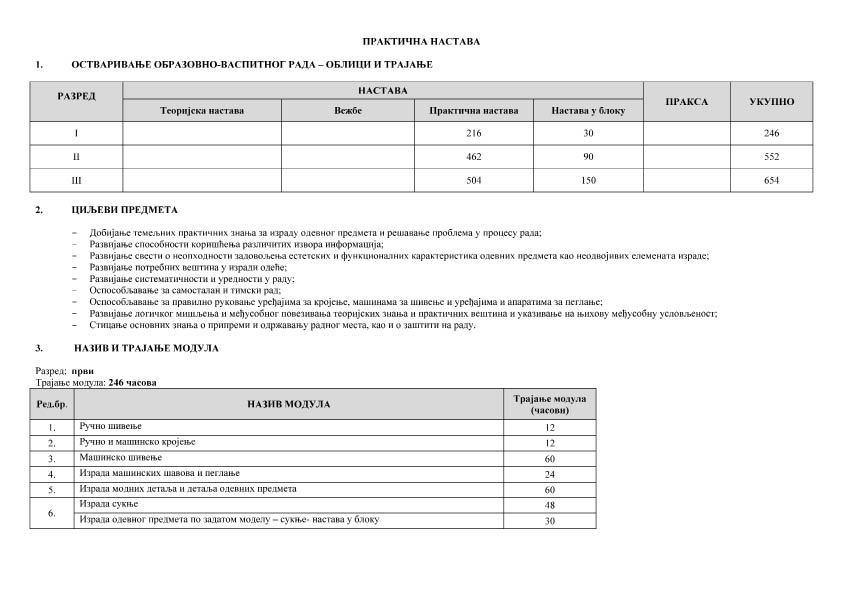 ПРАКТИЧНА НАСТАВА
1. ОСТВАРИВАЊЕ ОБРАЗОВНО-ВАСПИТНОГ РАДА – ОБЛИЦИ И ТРАЈАЊЕ
РАЗРЕД НАСТАВА ПРАКСА УКУПНО
Теоријска настава Вежбе Практична настава Настава у блоку
I 216 30 246
II 462 90 552
III 504 150 654
2. ЦИЉЕВИ ПРЕДМЕТА
– Добијање темељних практичних знања за израду одевног предмета и решавање проблема у процесу рада;
– Развијање способности коришћења различитих извора информација;
– Развијање свести о неопходности задовољења естетских и функционалних карактеристика одевних предмета као неодвојивих елемената израде;
– Развијање потребних вештина у изради одеће;
– Развијање систематичности и уредности у раду;
– Оспособљавање за самосталан и тимски рад;
– Оспособљавање за правилно руковање уређајима за кројење, машинама за шивење и уређајима и апаратима за пеглање;
– Развијање логичког мишљења и међусобног повезивања теоријских знања и практичних вештина и указивање на њихову међусобну условљеност;
– Стицање основних знања о припреми и одржавању радног места, као и о заштити на раду.
3. НАЗИВ И ТРАЈАЊЕ МОДУЛА
Разред: први
Трајање модула: 246 часова
Ред.бр. НАЗИВ МОДУЛА Трајање модула (часови)
1. Ручно шивење 12
2. Ручно и машинско кројење 12
3. Машинско шивење 60
4. Израда машинских шавова и пеглање 24
5. Израда модних детаља и детаља одевних предмета 60
6. Израда сукње 48
Израда одевног предмета по задатом моделу – сукње- настава у блоку 30